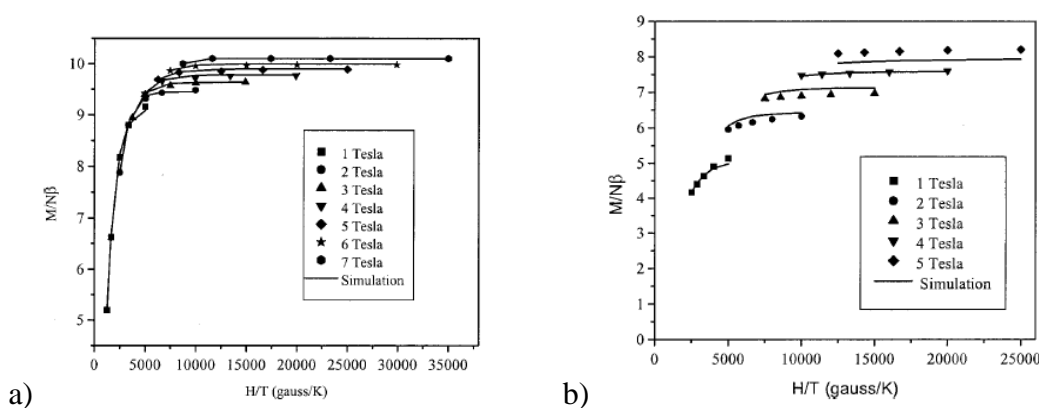 10
9
8
7
6
5
M/Nβ
1 Tesla
2 Tesla
3 Tesla
4 Tesla
5 Tesla
6 Tesla
7 Tesla
Simulation
0 5000 10000 15000 20000 25000 30000 35000
H/T (gauss/K)
a)
9
8
7
6
5
4
3
2
1
0
M/Nβ
1 Tesla
2 Tesla
3 Tesla
4 Tesla
5 Tesla
Simulation
0 5000 10000 15000 20000 25000
H/T (gauss/K)
b)